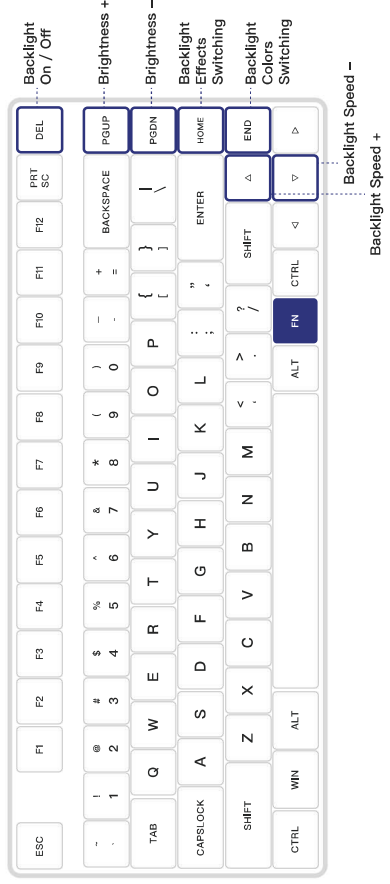 ESC F1 F2 F3 F4 F5 F6 F7 F8 F9 F10 F11 F12 PRT SC DEL
Backlight
On / Off
~ ! @ # $ % ^ & * ( ) _ +
` 1 2 3 4 5 6 7 8 9 0 - = BACKSPACE PGUP
Brightness +
TAB Q W E R T Y U I O P { [ } ] | \ PGDN
Brightness −
CAPSLOCK A S D F G H J K L : ; " ' ENTER HOME
Backlight
Effects
Switching
SHIFT Z X C V B N M < , > . ? / SHIFT △ END
Backlight
Colors
Switching
CTRL WIN ALT ALT FN CTRL ◁ ▽ ▷
Backlight Speed −
Backlight Speed +